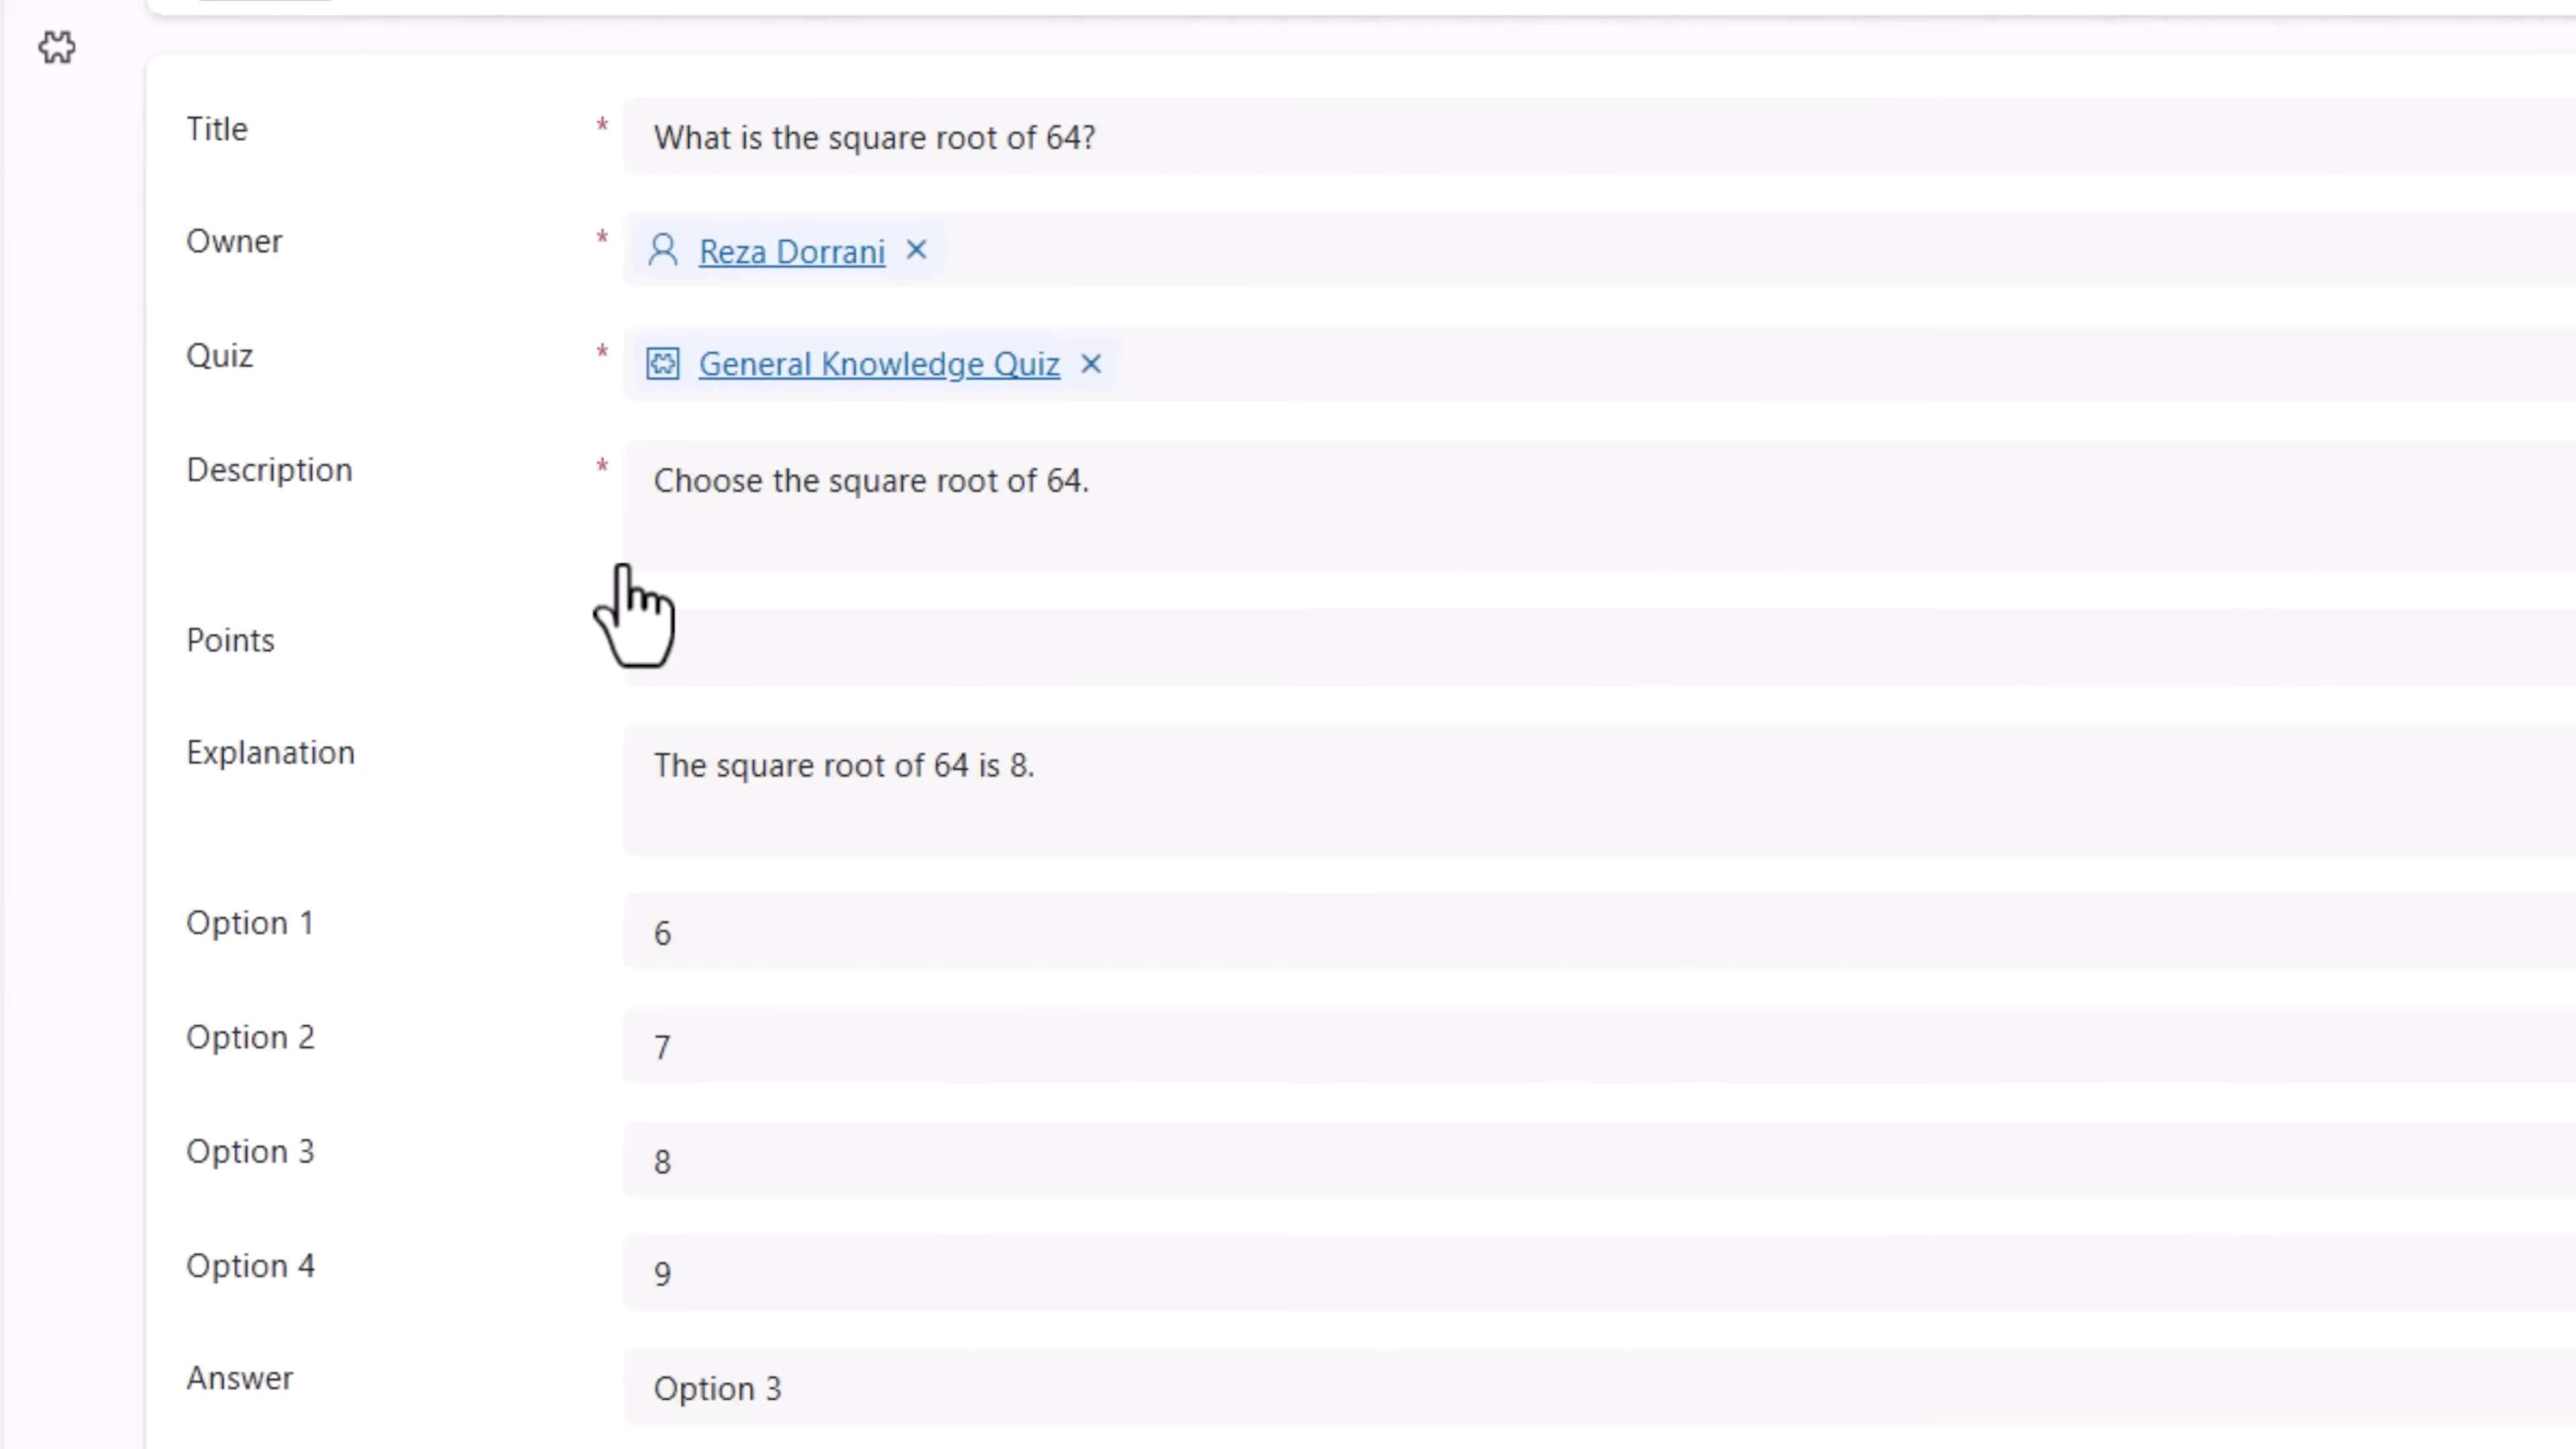 Title * What is the square root of 64?
Owner * Reza Dorrani
Quiz * General Knowledge Quiz
Description * Choose the square root of 64.
Points
Explanation The square root of 64 is 8.
Option 1 6
Option 2 7
Option 3 8
Option 4 9
Answer Option 3